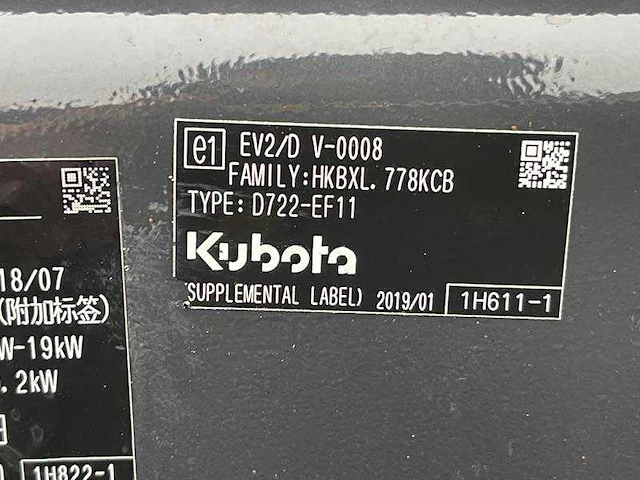 e1 EV2/D V-0008
FAMILY:HKBXL.778KCB
TYPE: D722-EF11
Kubota
(SUPPLEMENTAL LABEL) 2019/01 1H611-1
18/07
(附加标签)
W-19kW
.2kW
1H822-1